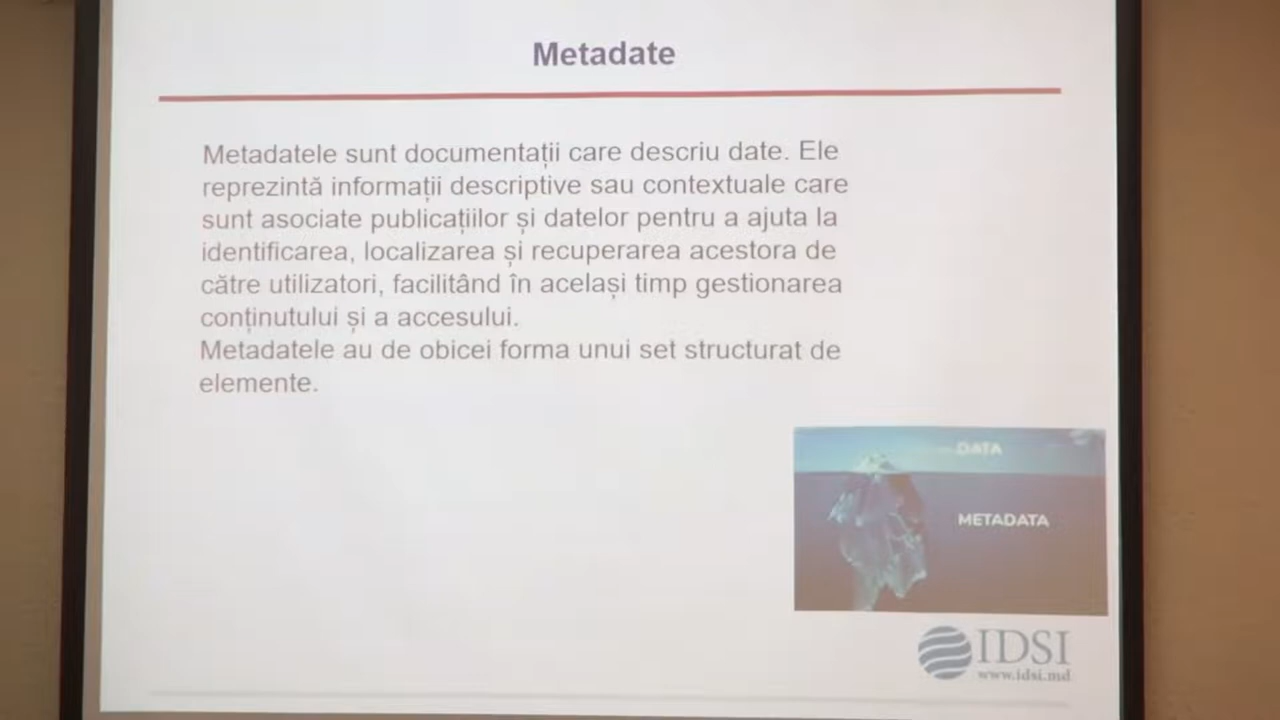 Metadate
Metadatele sunt documentații care descriu date. Ele
reprezintă informații descriptive sau contextuale care
sunt asociate publicațiilor și datelor pentru a ajuta la
identificarea, localizarea și recuperarea acestora de
către utilizatori, facilitând în același timp gestionarea
conținutului și a accesului.
Metadatele au de obicei forma unui set structurat de
elemente.
DATA
METADATA
IDSI
www.idsi.md